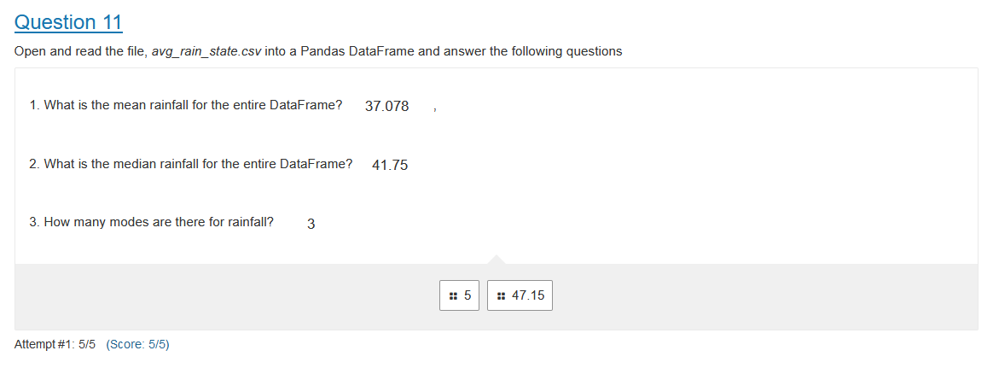 Question 11
Open and read the file, avg_rain_state.csv into a Pandas DataFrame and answer the following questions
1. What is the mean rainfall for the entire DataFrame? 37.078 ,
2. What is the median rainfall for the entire DataFrame? 41.75
3. How many modes are there for rainfall? 3
5 47.15
Attempt #1: 5/5 (Score: 5/5)